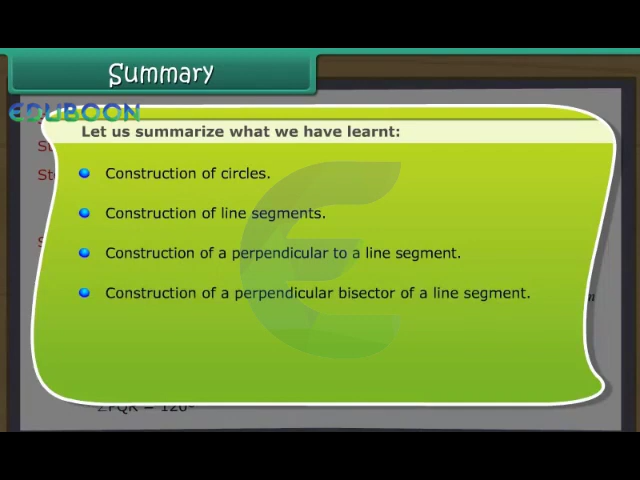 Summary
EDUBOON
Let us summarize what we have learnt:
Construction of circles.
Construction of line segments.
Construction of a perpendicular to a line segment.
Construction of a perpendicular bisector of a line segment.